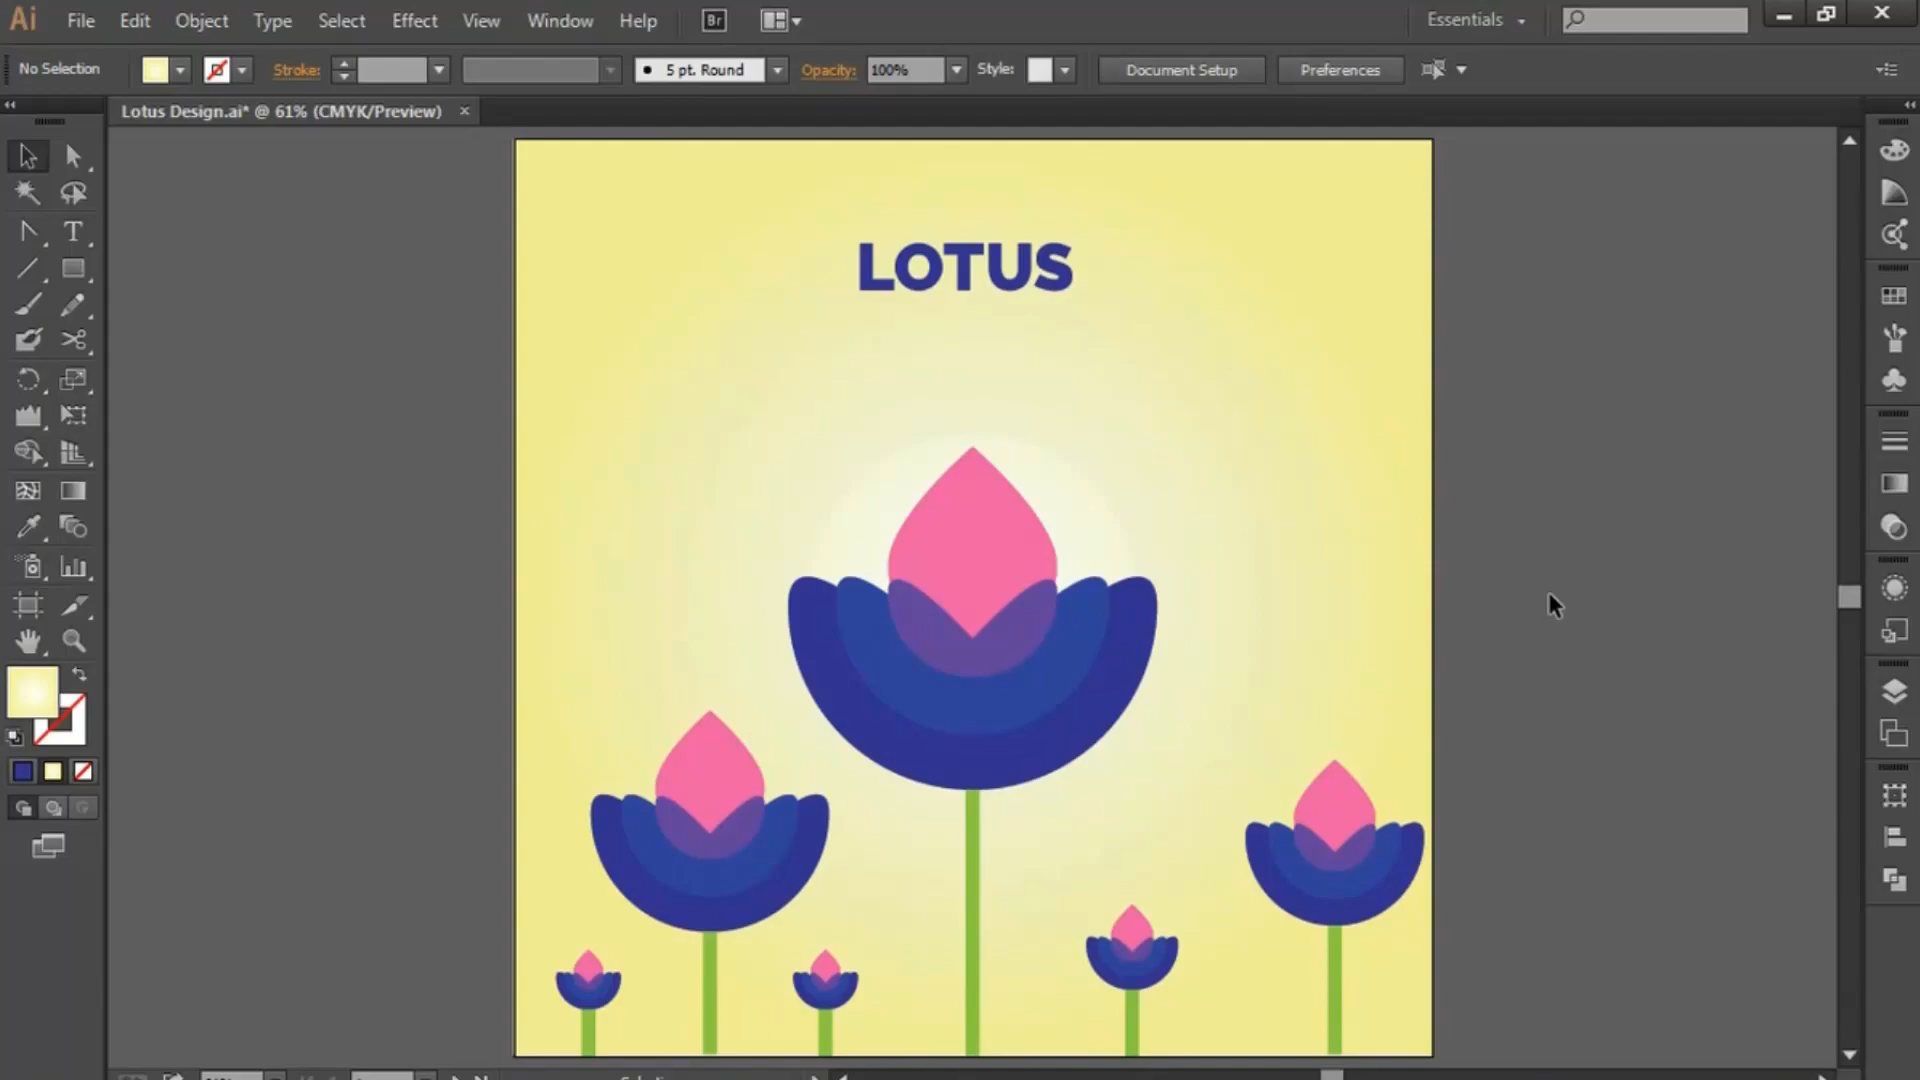 Ai File Edit Object Type Select Effect View Window Help Br Essentials
No Selection Stroke: 5 pt. Round Opacity: 100% Style: Document Setup Preferences
Lotus Design.ai* @ 61% (CMYK/Preview) ×
T
LOTUS